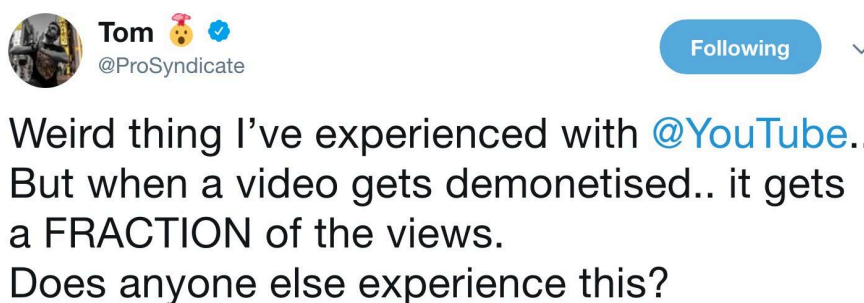 Tom 🤯
@ProSyndicate
Following
Weird thing I’ve experienced with @YouTube..
But when a video gets demonetised.. it gets
a FRACTION of the views.
Does anyone else experience this?